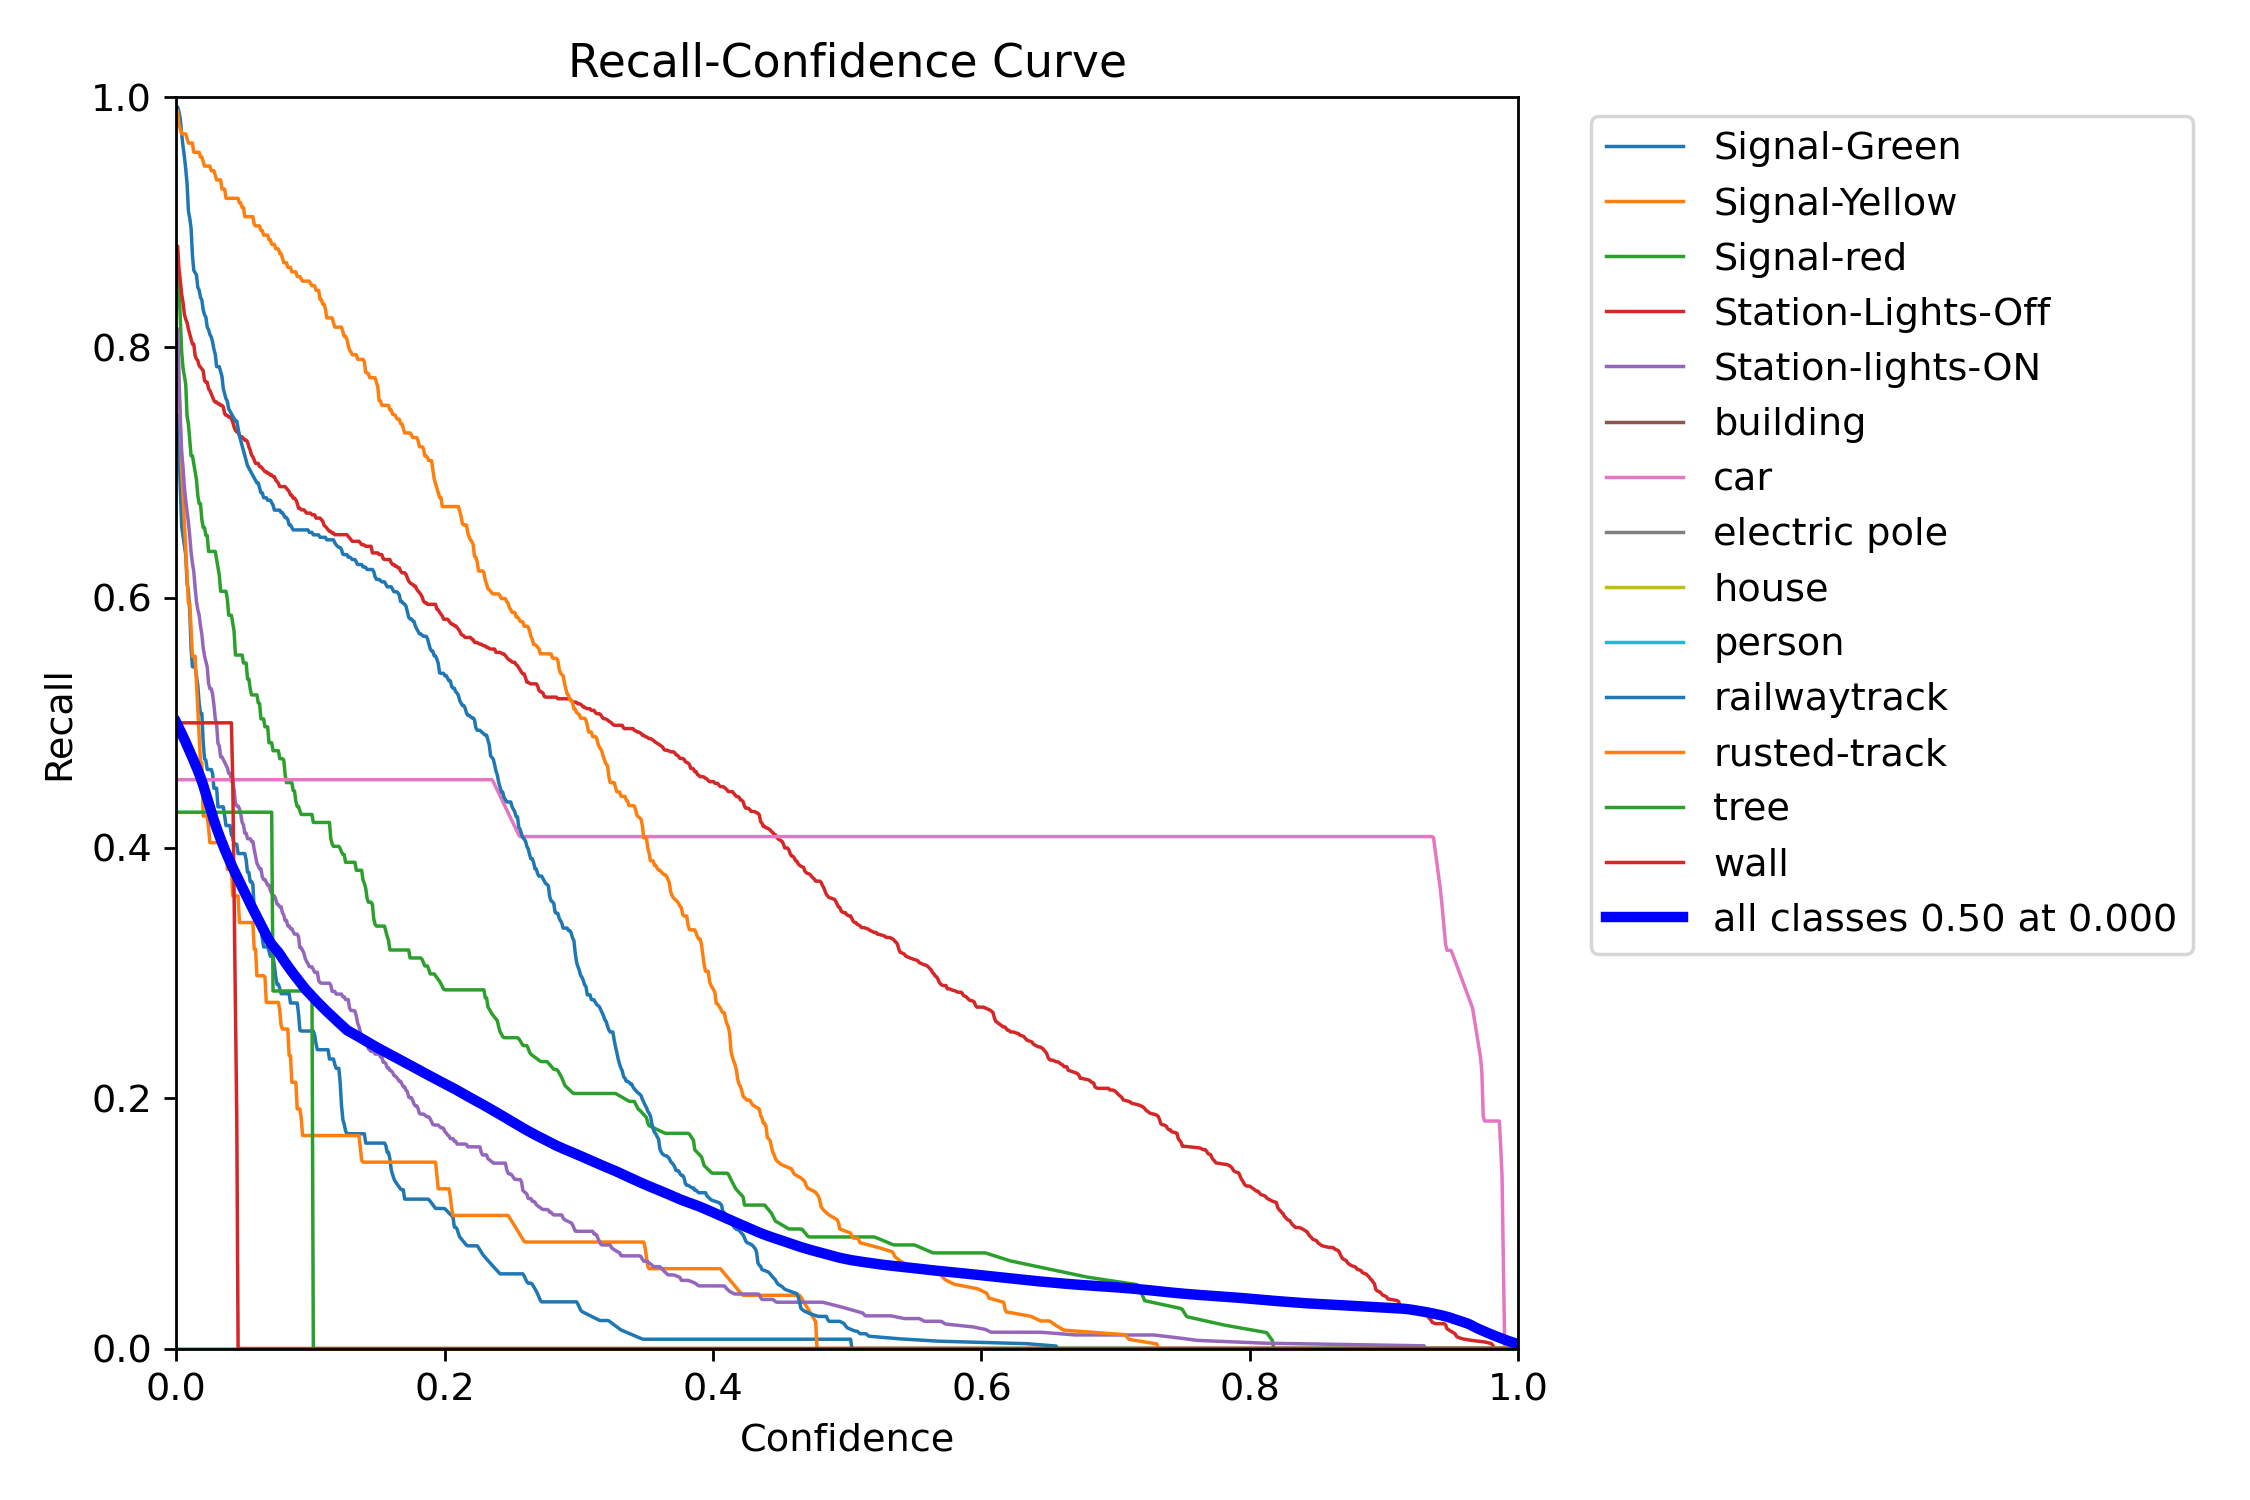 Recall-Confidence Curve
1.0
0.8
0.6
0.4
0.2
0.0
Recall
0.0 0.2 0.4 0.6 0.8 1.0
Confidence
Signal-Green
Signal-Yellow
Signal-red
Station-Lights-Off
Station-lights-ON
building
car
electric pole
house
person
railwaytrack
rusted-track
tree
wall
all classes 0.50 at 0.000